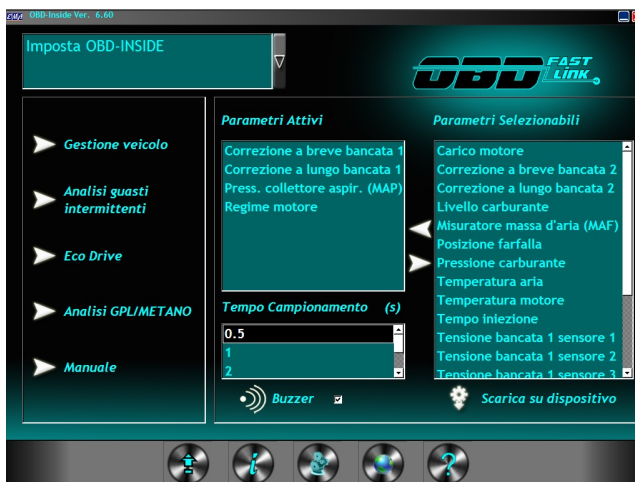 EMA OBD-Inside Ver. 6.60
Imposta OBD-INSIDE
OBD FAST LINK
Gestione veicolo
Analisi guasti
intermittenti
Eco Drive
Analisi GPL/METANO
Manuale
Parametri Attivi
Correzione a breve bancata 1
Correzione a lungo bancata 1
Press. collettore aspir. (MAP)
Regime motore
Tempo Campionamento (s)
0.5
1
2
Buzzer
Parametri Selezionabili
Carico motore
Correzione a breve bancata 2
Correzione a lungo bancata 2
Livello carburante
Misuratore massa d'aria (MAF)
Posizione farfalla
Pressione carburante
Temperatura aria
Temperatura motore
Tempo iniezione
Tensione bancata 1 sensore 1
Tensione bancata 1 sensore 2
Tensione bancata 1 sensore 3
Scarica su dispositivo
i
?